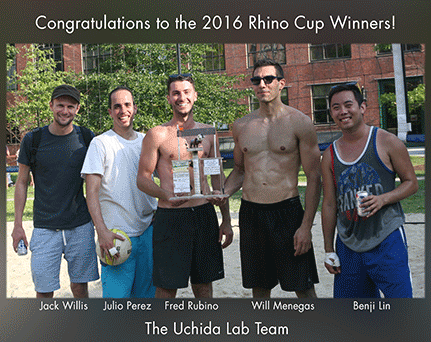 Congratulations to the 2016 Rhino Cup Winners!
Jack Willis Julio Perez Fred Rubino Will Menegas Benji Lin
The Uchida Lab Team